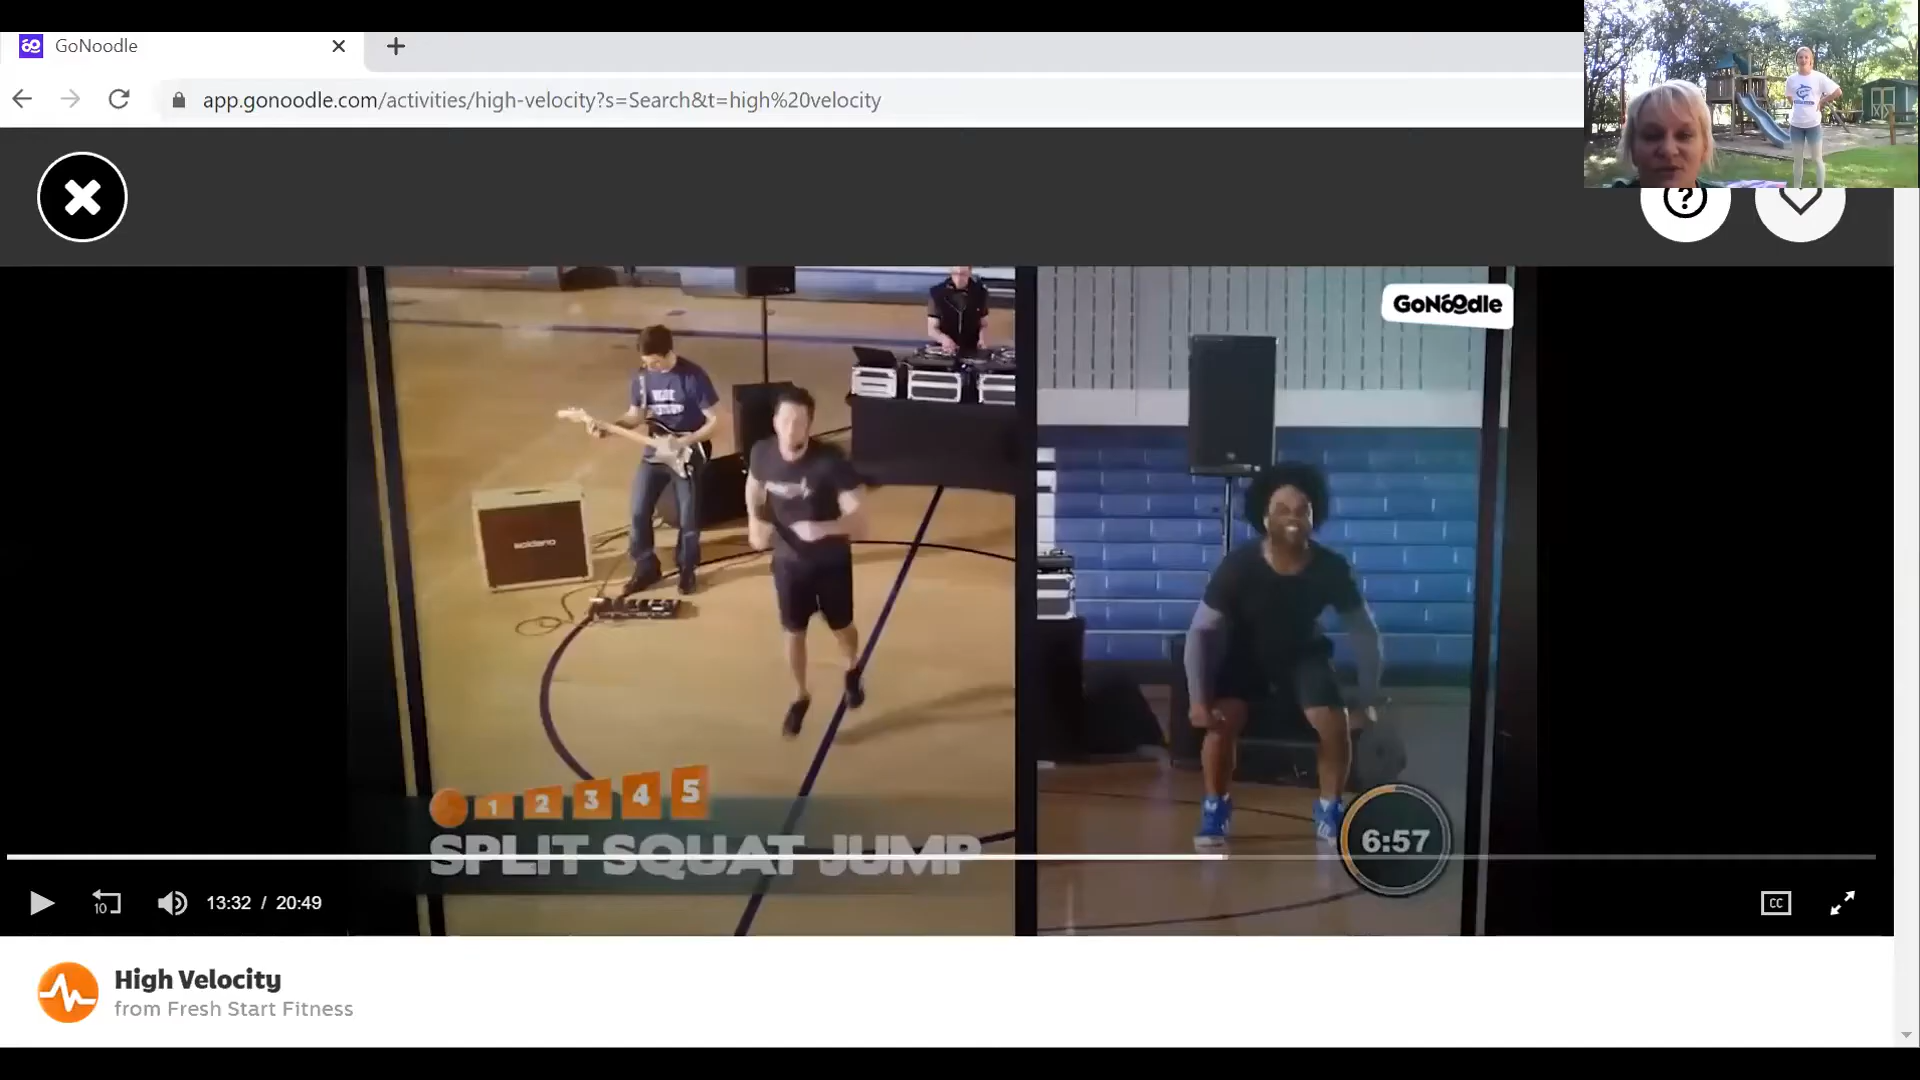 GoNoodle
app.gonoodle.com/activities/high-velocity?s=Search&t=high%20velocity
GoNoodle
soldano
1 2 3 4 5
SPLIT SQUAT JUMP
6:57
10
13:32 / 20:49
CC
High Velocity
from Fresh Start Fitness